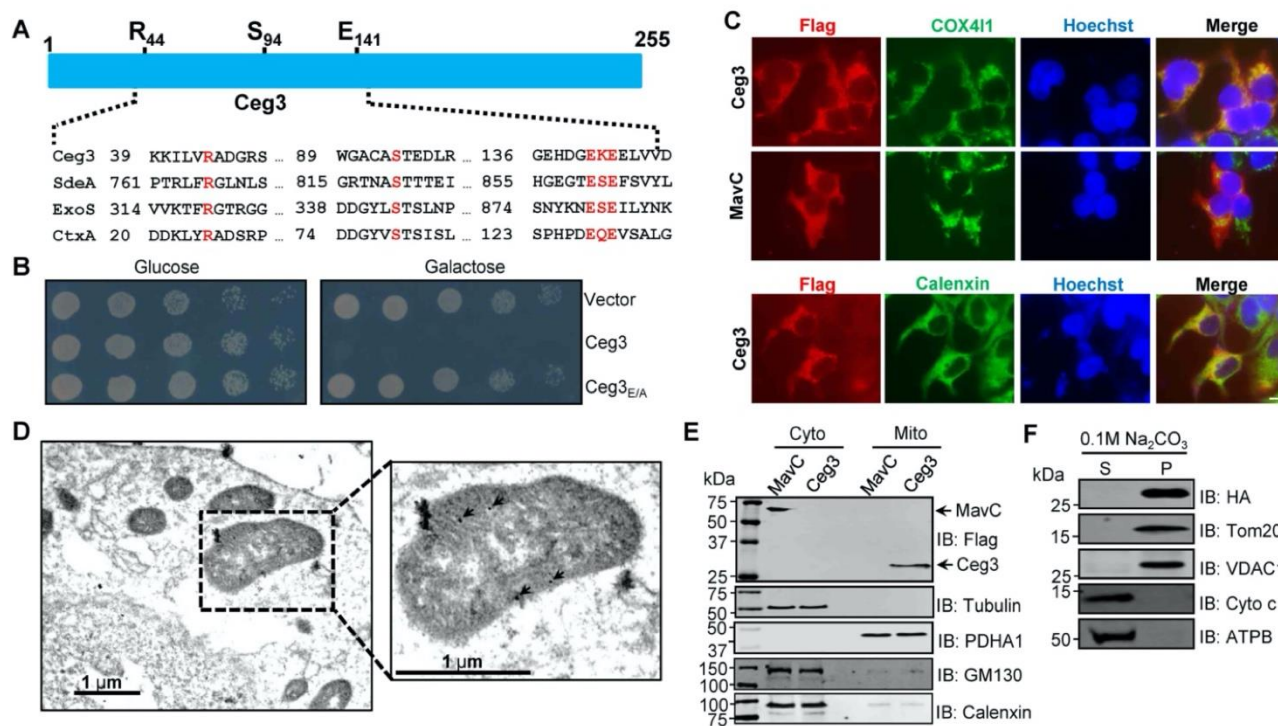 A
R44 S94 E141
1 255
Ceg3
Ceg3 39 KKILVRADGRS ... 89 WGACASTEDLR ... 136 GEHDGEKEELVVD
SdeA 761 PTRLFRGLNLS ... 815 GRTNASTTTEI ... 855 HGEGTESEFSVYL
ExoS 314 VVKTFRGTRGG ... 338 DDGYLSTSLNP ... 874 SNYKNESEILYNK
CtxA 20 DDKLYRADSRP ... 74 DDGYVSTSISL ... 123 SPHPDEQEVSALG
B
Glucose Galactose
Vector
Ceg3
Ceg3E/A
C
Flag COX4I1 Hoechst Merge
Ceg3
MavC
Flag Calenxin Hoechst Merge
Ceg3
D
1 µm
1 µm
E
Cyto Mito
kDa MavC Ceg3 MavC Ceg3
75
50
37
25
MavC
IB: Flag
Ceg3
75
50
IB: Tubulin
50
37
IB: PDHA1
150
100
IB: GM130
100
75
IB: Calenxin
F
0.1M Na2CO3
kDa S P
25
IB: HA
15
IB: Tom20
25
IB: VDAC
15
IB: Cyto c
50
IB: ATPB